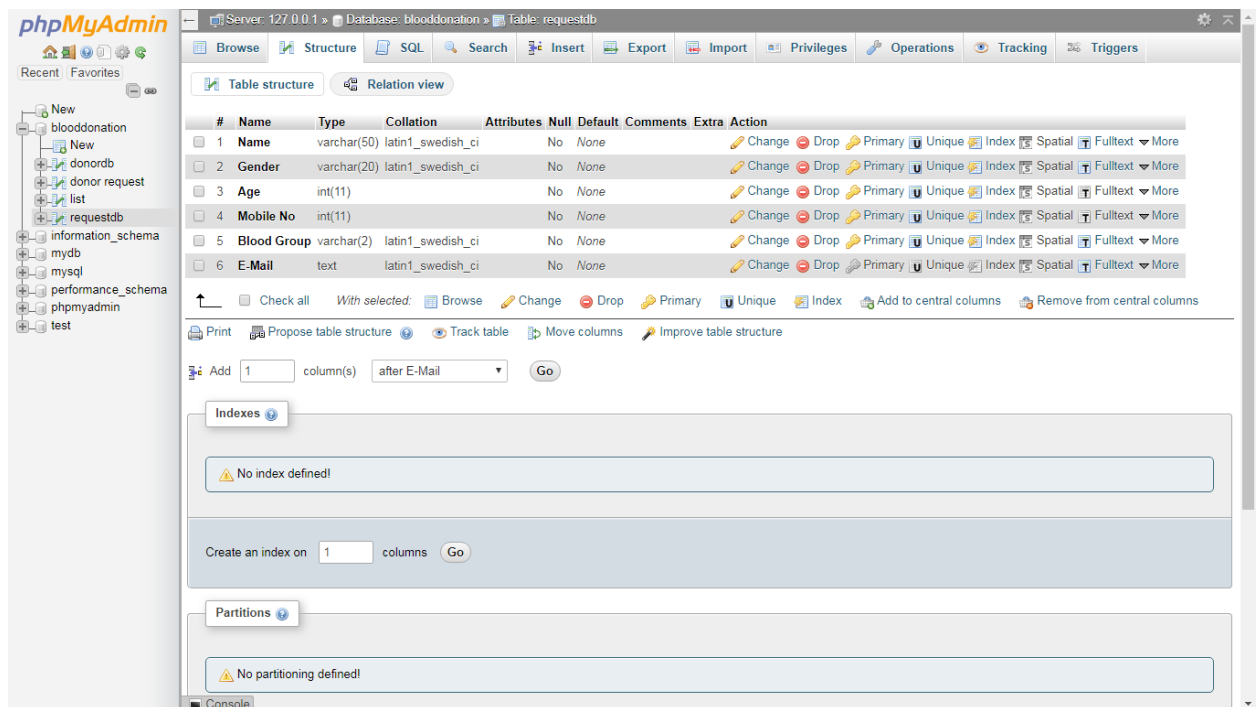 phpMyAdmin
Recent Favorites
New
blooddonation
New
donordb
donor request
list
requestdb
information_schema
mydb
mysql
performance_schema
phpmyadmin
test
Server: 127.0.0.1 » Database: blooddonation » Table: requestdb
Browse Structure SQL Search Insert Export Import Privileges Operations Tracking Triggers
Table structure Relation view
# Name Type Collation Attributes Null Default Comments Extra Action
1 Name varchar(50) latin1_swedish_ci No None Change Drop Primary Unique Index Spatial Fulltext More
2 Gender varchar(20) latin1_swedish_ci No None Change Drop Primary Unique Index Spatial Fulltext More
3 Age int(11) No None Change Drop Primary Unique Index Spatial Fulltext More
4 Mobile No int(11) No None Change Drop Primary Unique Index Spatial Fulltext More
5 Blood Group varchar(2) latin1_swedish_ci No None Change Drop Primary Unique Index Spatial Fulltext More
6 E-Mail text latin1_swedish_ci No None Change Drop Primary Unique Index Spatial Fulltext More
Check all With selected: Browse Change Drop Primary Unique Index Add to central columns Remove from central columns
Print Propose table structure Track table Move columns Improve table structure
Add 1 column(s) after E-Mail Go
Indexes
No index defined!
Create an index on 1 columns Go
Partitions
No partitioning defined!
Console